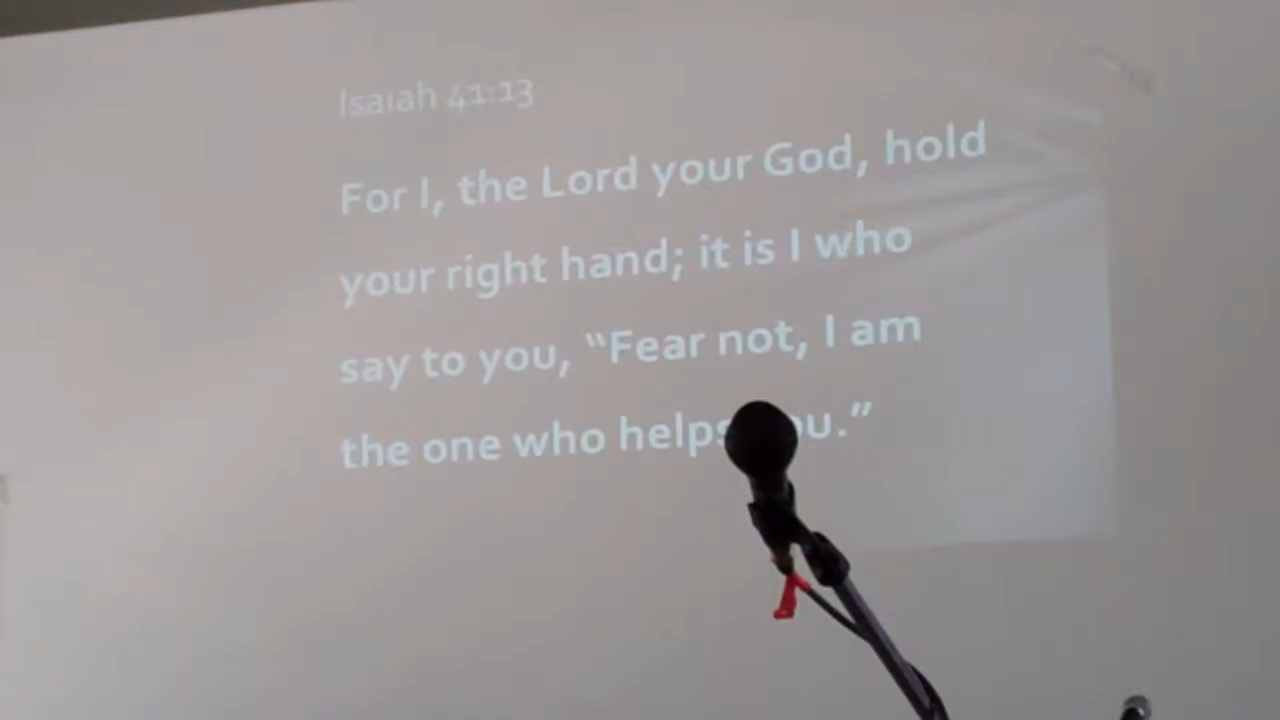 Isaiah 41:13
For I, the Lord your God, hold
your right hand; it is I who
say to you, “Fear not, I am
the one who helps you.”